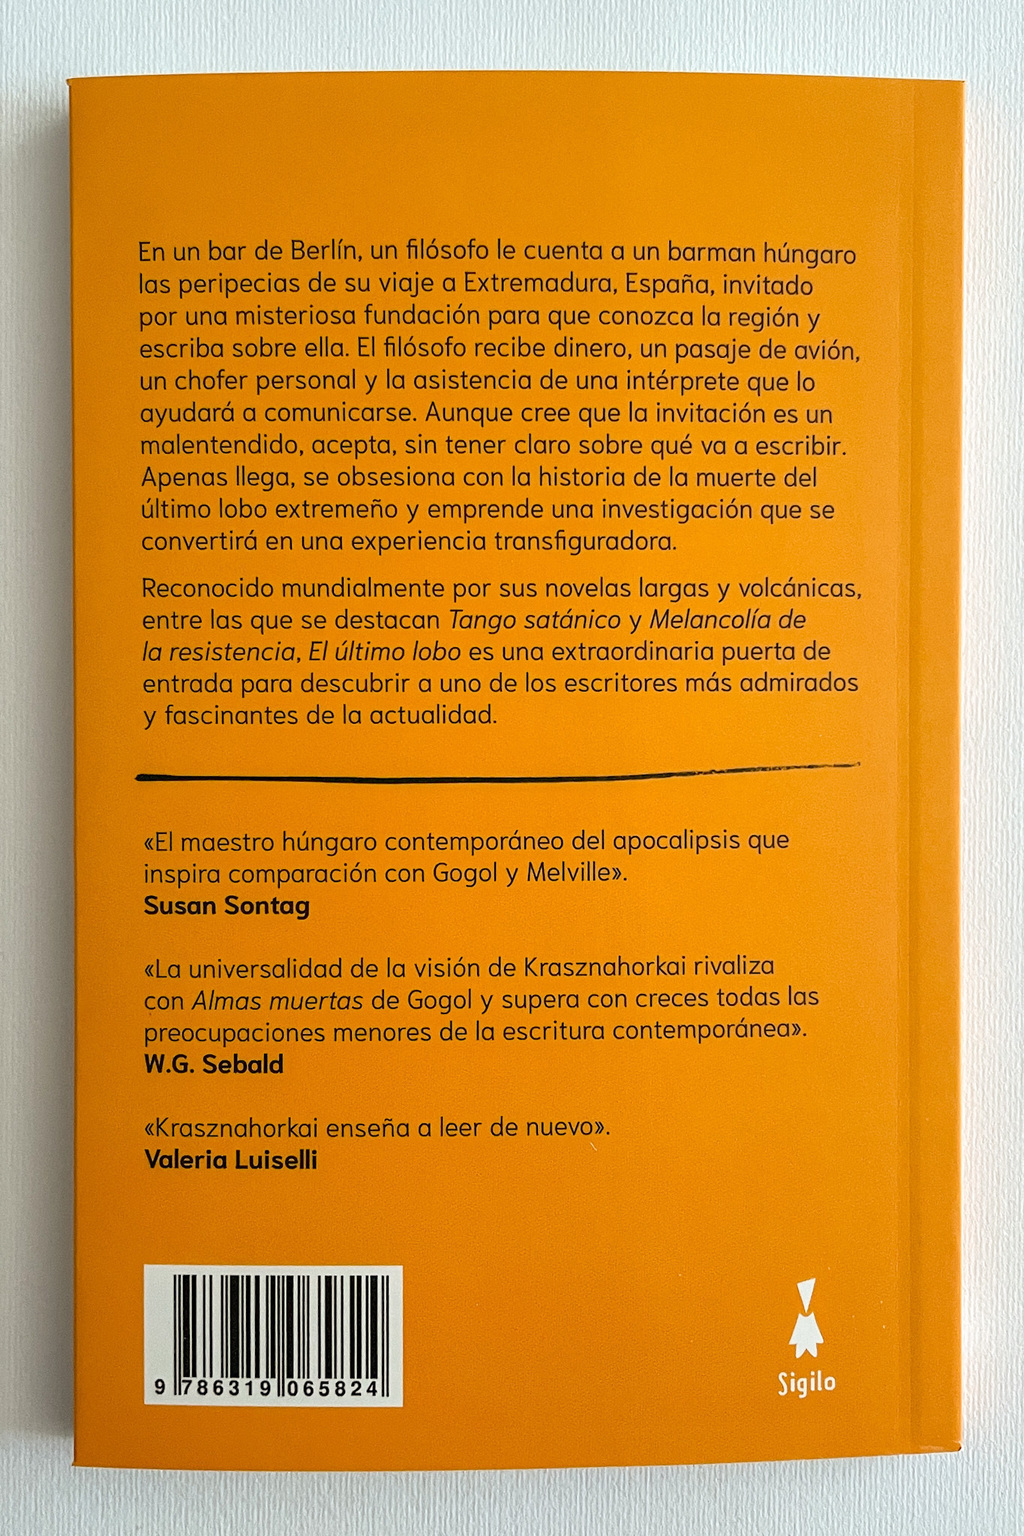 En un bar de Berlín, un filósofo le cuenta a un barman húngaro
las peripecias de su viaje a Extremadura, España, invitado
por una misteriosa fundación para que conozca la región y
escriba sobre ella. El filósofo recibe dinero, un pasaje de avión,
un chofer personal y la asistencia de una intérprete que lo
ayudará a comunicarse. Aunque cree que la invitación es un
malentendido, acepta, sin tener claro sobre qué va a escribir.
Apenas llega, se obsesiona con la historia de la muerte del
último lobo extremeño y emprende una investigación que se
convertirá en una experiencia transfiguradora.
Reconocido mundialmente por sus novelas largas y volcánicas,
entre las que se destacan Tango satánico y Melancolía de
la resistencia, El último lobo es una extraordinaria puerta de
entrada para descubrir a uno de los escritores más admirados
y fascinantes de la actualidad.
«El maestro húngaro contemporáneo del apocalipsis que
inspira comparación con Gogol y Melville».
Susan Sontag
«La universalidad de la visión de Krasznahorkai rivaliza
con Almas muertas de Gogol y supera con creces todas las
preocupaciones menores de la escritura contemporánea».
W.G. Sebald
«Krasznahorkai enseña a leer de nuevo».
Valeria Luiselli
9 786319 065824
Sigilo